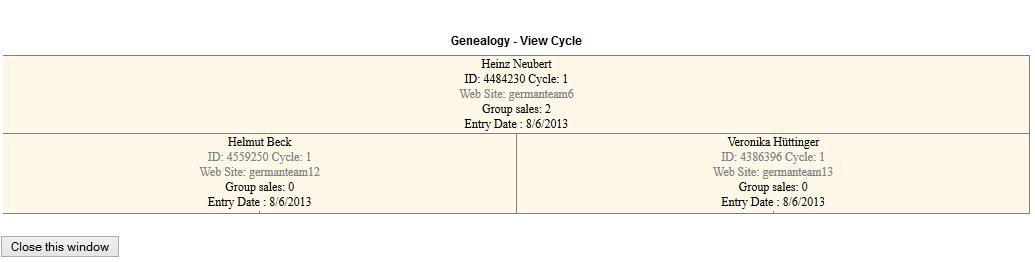 Genealogy - View Cycle
Heinz Neubert
ID: 4484230 Cycle: 1
Web Site: germanteam6
Group sales: 2
Entry Date : 8/6/2013
Helmut Beck
ID: 4559250 Cycle: 1
Web Site: germanteam12
Group sales: 0
Entry Date : 8/6/2013
Veronika Hüttinger
ID: 4386396 Cycle: 1
Web Site: germanteam13
Group sales: 0
Entry Date : 8/6/2013
Close this window